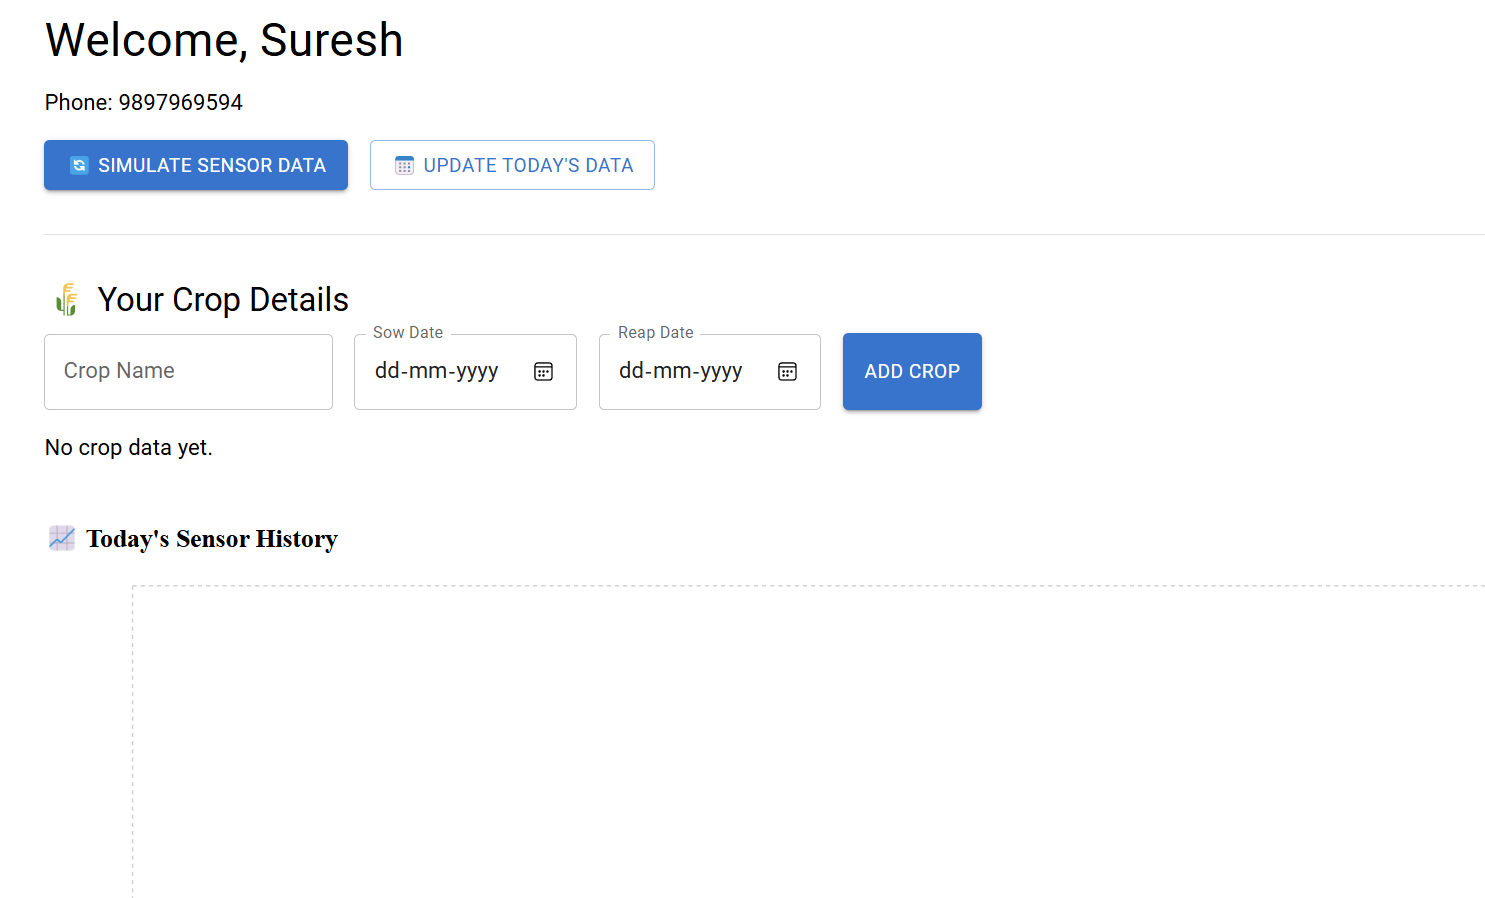 Welcome, Suresh
Phone: 9897969594
SIMULATE SENSOR DATA
UPDATE TODAY'S DATA
Your Crop Details
Crop Name
Sow Date
dd-mm-yyyy
Reap Date
dd-mm-yyyy
ADD CROP
No crop data yet.
Today's Sensor History